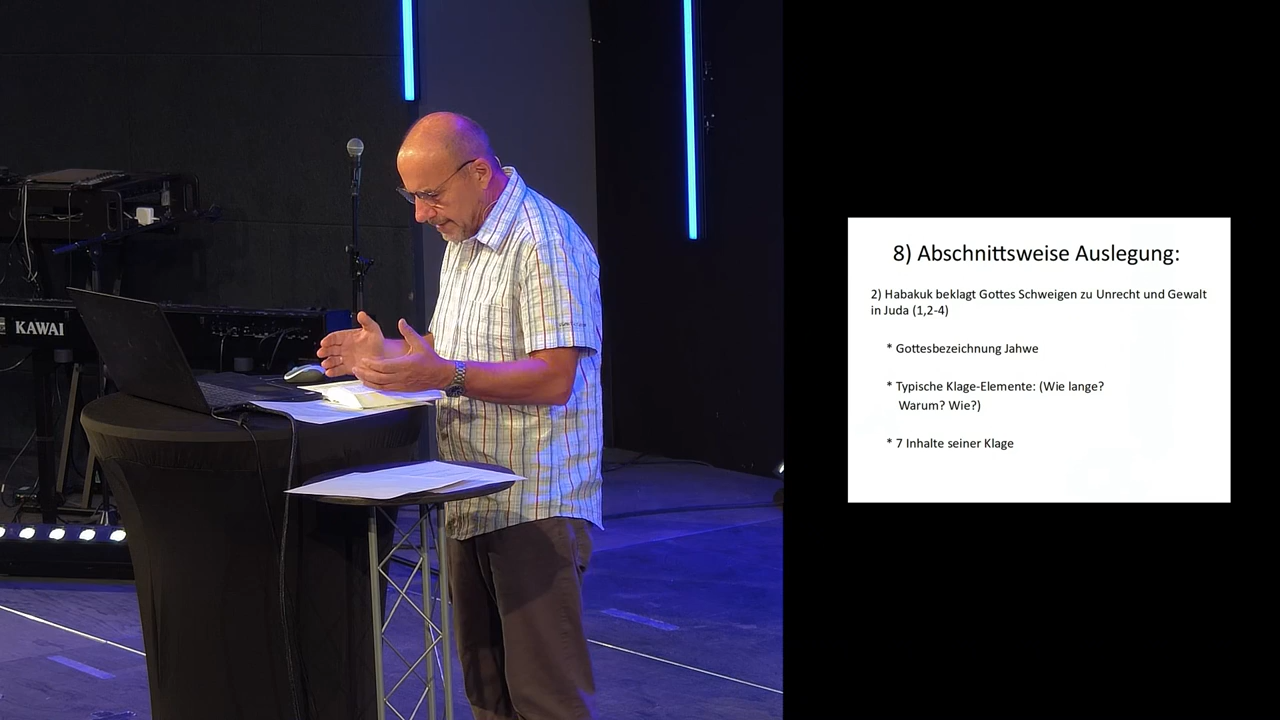 KAWAI
8) Abschnittsweise Auslegung:
2) Habakuk beklagt Gottes Schweigen zu Unrecht und Gewalt
in Juda (1,2-4)
* Gottesbezeichnung Jahwe
* Typische Klage-Elemente: (Wie lange?
Warum? Wie?)
* 7 Inhalte seiner Klage